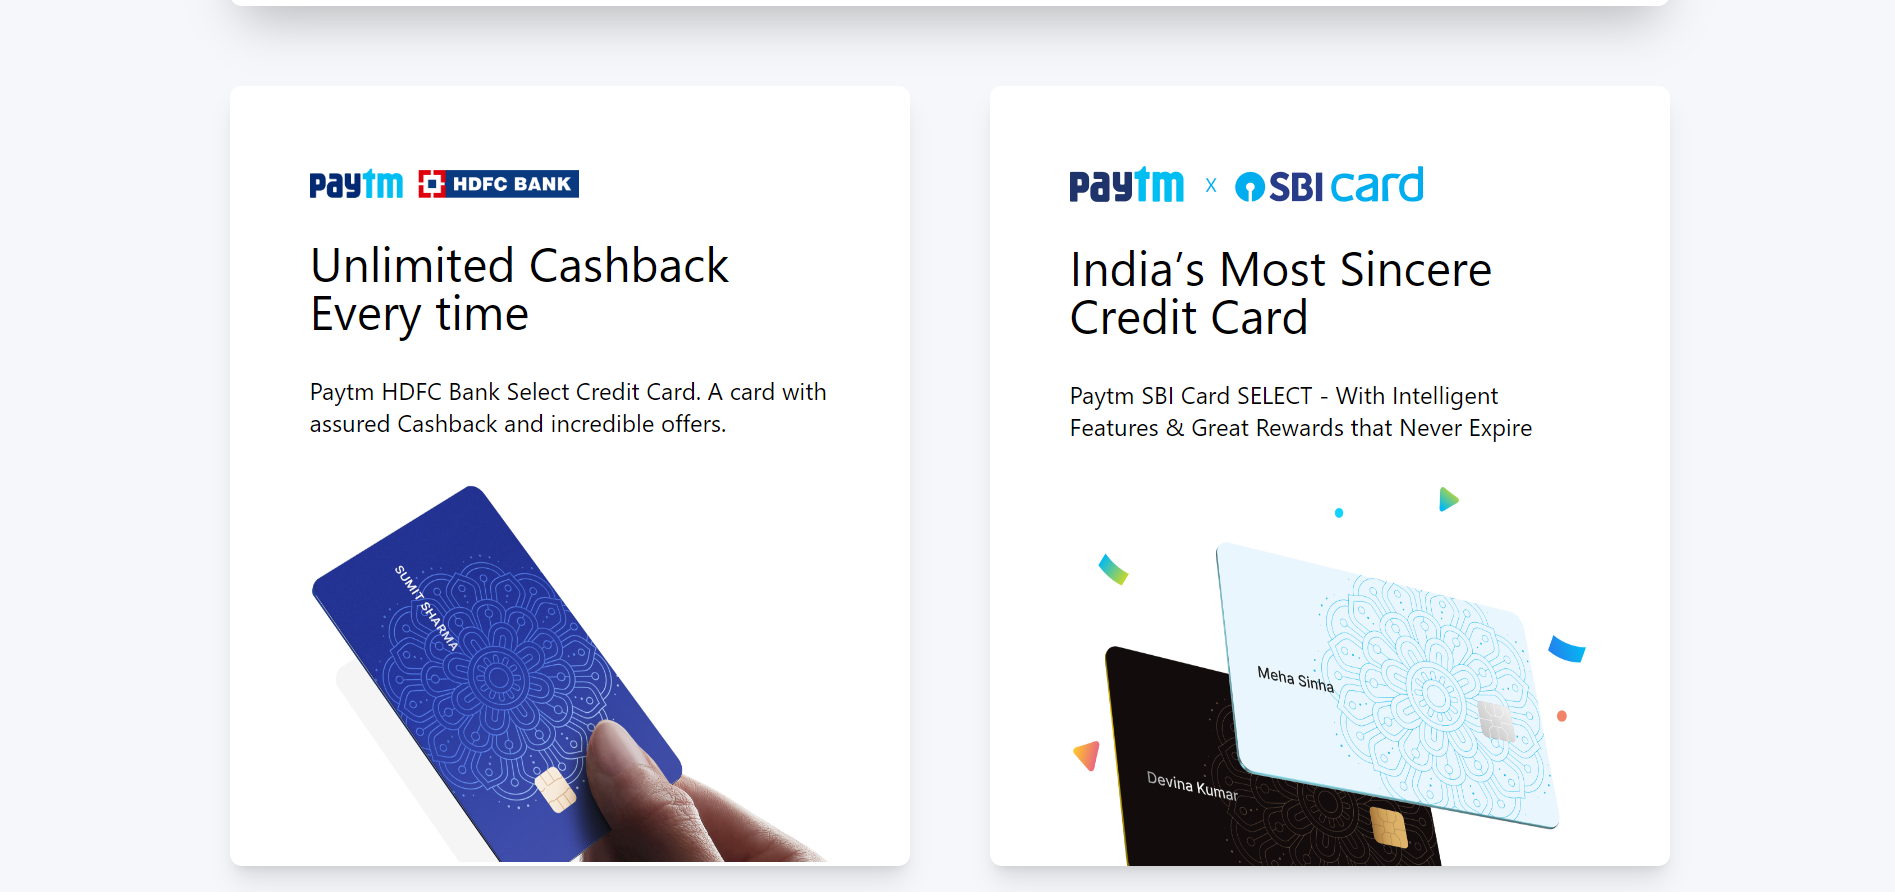 paytm HDFC BANK
Unlimited Cashback
Every time
Paytm HDFC Bank Select Credit Card. A card with
assured Cashback and incredible offers.
SUMIT SHARMA
paytm x SBI card
India’s Most Sincere
Credit Card
Paytm SBI Card SELECT - With Intelligent
Features & Great Rewards that Never Expire
Meha Sinha
Devina Kumar